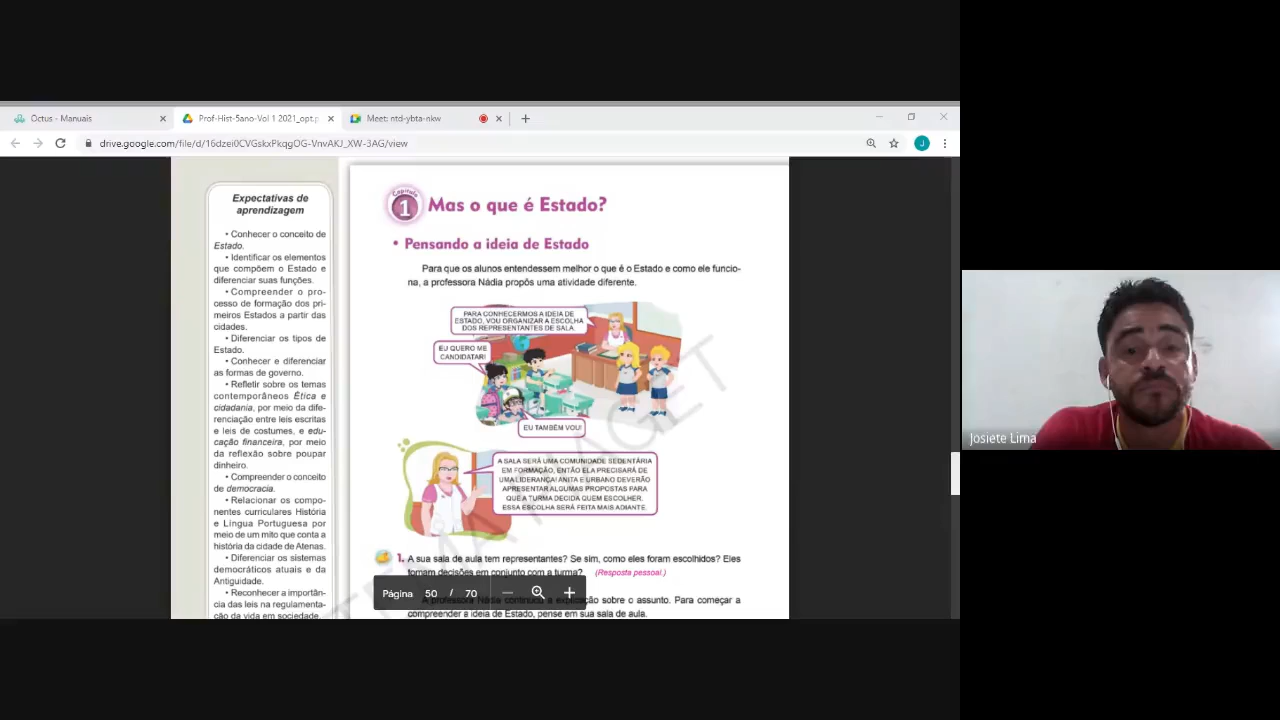 Octus - Manuais
Prof-Hist-5ano-Vol 1 2021_opt.p
Meet: ntd-ybta-nkw
drive.google.com/file/d/16dzei0CVGskxPkqgOG-VnvAKJ_XW-3AG/view
J
Expectativas de
aprendizagem
• Conhecer o conceito de
Estado.
• Identificar os elementos
que compõem o Estado e
diferenciar suas funções.
• Compreender o pro-
cesso de formação dos pri-
meiros Estados a partir das
cidades.
• Diferenciar os tipos de
Estado.
• Conhecer e diferenciar
as formas de governo.
• Refletir sobre os temas
contemporâneos Ética e
cidadania, por meio da dife-
renciação entre leis escritas
e leis de costumes, e edu-
cação financeira, por meio
da reflexão sobre poupar
dinheiro.
• Compreender o conceito
de democracia.
• Relacionar os compo-
nentes curriculares História
e Língua Portuguesa por
meio de um mito que conta a
história da cidade de Atenas.
• Diferenciar os sistemas
democráticos atuais e da
Antiguidade.
• Reconhecer a importân-
cia das leis na regulamenta-
ção da vida em sociedade.
Capítulo
1
Mas o que é Estado?
• Pensando a ideia de Estado
Para que os alunos entendessem melhor o que é o Estado e como ele funcio-
na, a professora Nádia propôs uma atividade diferente.
PARA CONHECERMOS A IDEIA DE
ESTADO, VOU ORGANIZAR A ESCOLHA
DOS REPRESENTANTES DE SALA.
EU QUERO ME
CANDIDATAR!
EU TAMBÉM VOU!
A SALA SERÁ UMA COMUNIDADE SEDENTÁRIA
EM FORMAÇÃO, ENTÃO ELA PRECISARÁ DE
UMA LIDERANÇA! ANITA E URBANO DEVERÃO
APRESENTAR ALGUMAS PROPOSTAS PARA
QUE A TURMA DECIDA QUEM ESCOLHER.
ESSA ESCOLHA SERÁ FEITA MAIS ADIANTE.
1. A sua sala de aula tem representantes? Se sim, como eles foram escolhidos? Eles
tomam decisões em conjunto com a turma? (Resposta pessoal.)
A professora Nádia continuou a explicação sobre o assunto. Para começar a
compreender a ideia de Estado, pense em sua sala de aula.
Página 50 / 70
Josiete Lima